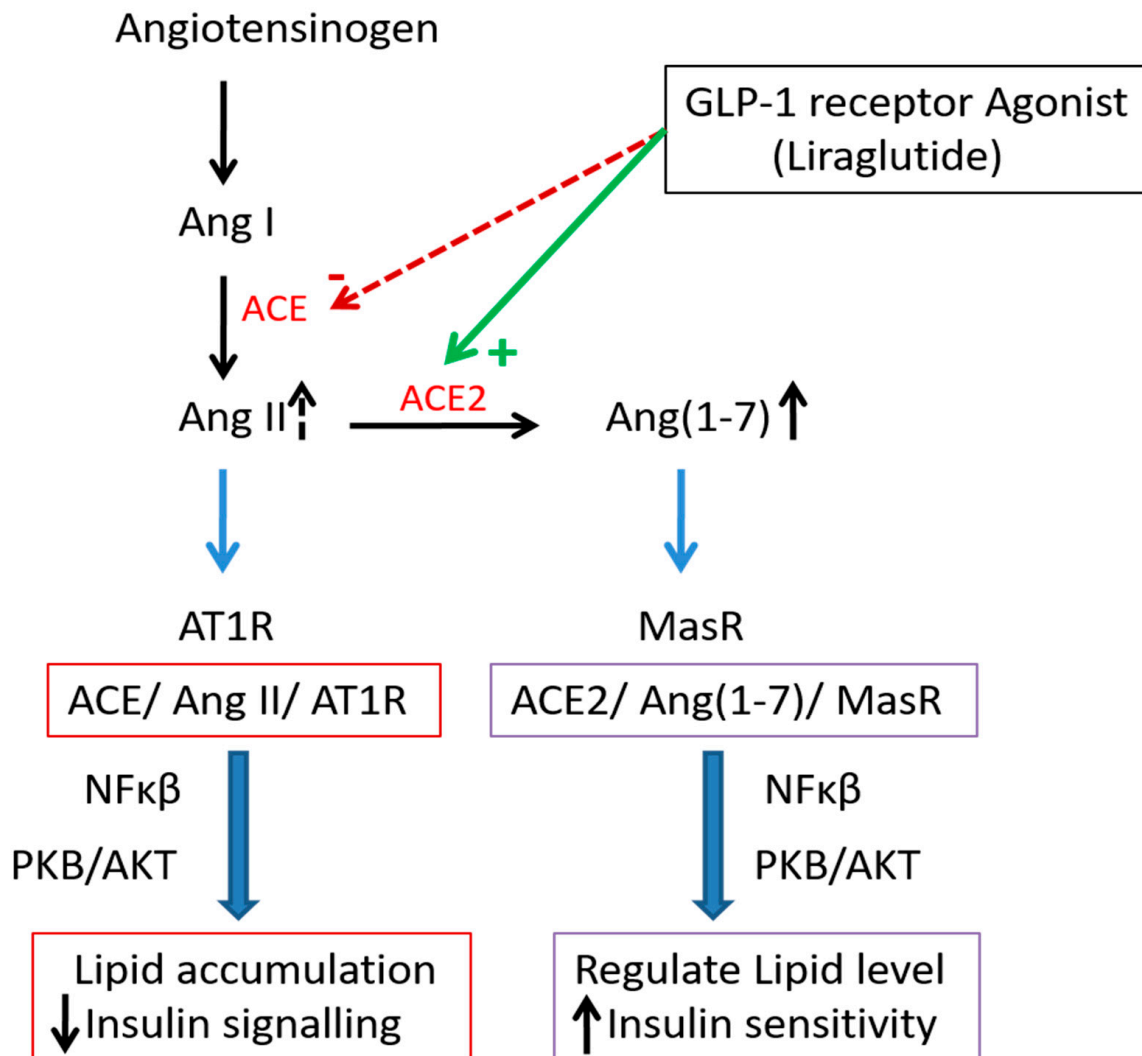 Angiotensinogen
GLP-1 receptor Agonist
(Liraglutide)
Ang I
-
ACE
+
ACE2
Ang II
Ang(1-7)
AT1R
MasR
ACE/ Ang II/ AT1R
ACE2/ Ang(1-7)/ MasR
NFκβ
NFκβ
PKB/AKT
PKB/AKT
Lipid accumulation
↓Insulin signalling
Regulate Lipid level
↑Insulin sensitivity